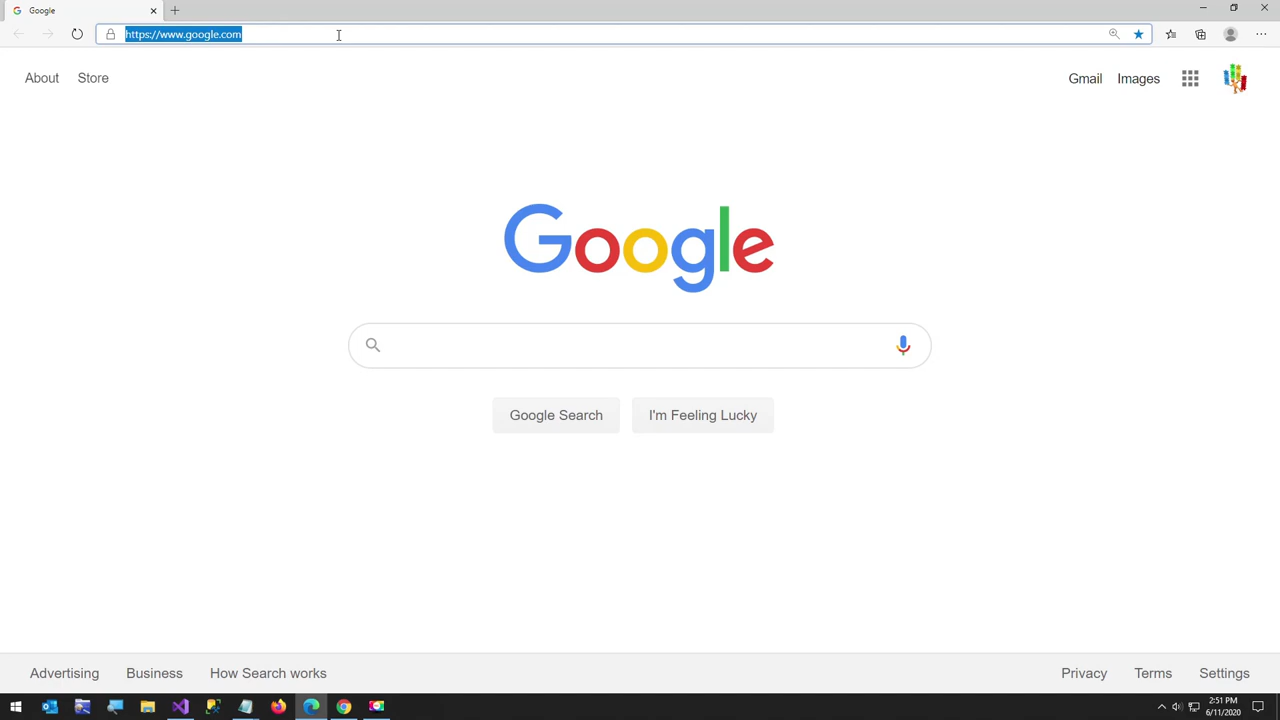 Google
https://www.google.com
About Store
Gmail Images
Google
Google Search I'm Feeling Lucky
Advertising Business How Search works
Privacy Terms Settings
2:51 PM
6/11/2020